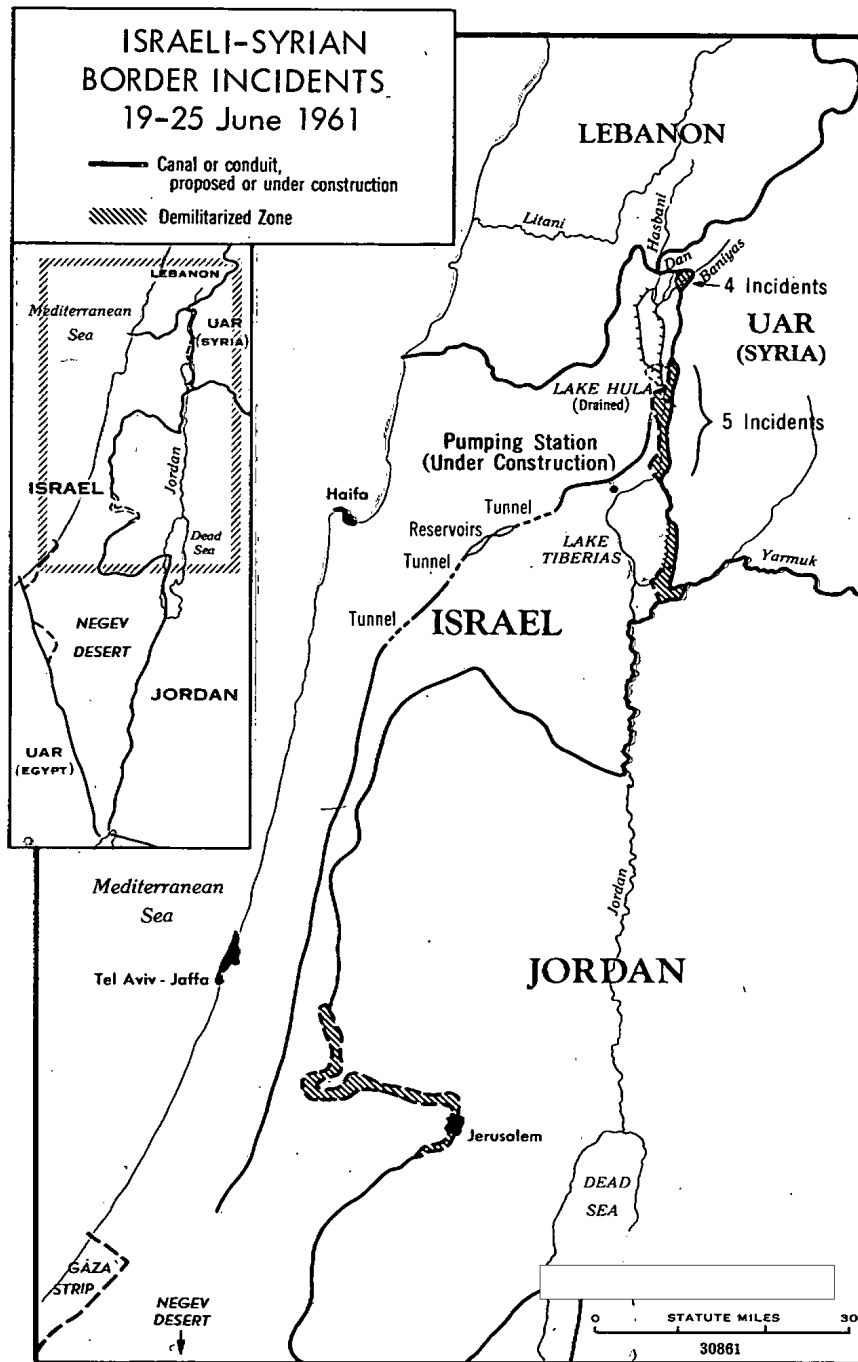 ISRAELI-SYRIAN
BORDER INCIDENTS
19-25 June 1961
Canal or conduit,
proposed or under construction
Demilitarized Zone
LEBANON
Mediterranean
Sea
UAR
(SYRIA)
ISRAEL
Jordan
Dead
Sea
NEGEV
DESERT
JORDAN
UAR
(EGYPT)
LEBANON
Litani
Hasbani
Dan
Baniyas
4 Incidents
UAR
(SYRIA)
LAKE HULA
(Drained)
5 Incidents
Pumping Station
(Under Construction)
Haifa
Tunnel
Reservoirs
Tunnel
LAKE
TIBERIAS
Yarmuk
Tunnel
ISRAEL
Mediterranean
Sea
Jordan
Tel Aviv - Jaffa
JORDAN
Jerusalem
DEAD
SEA
GAZA
STRIP
NEGEV
DESERT
0 STATUTE MILES 30
30861